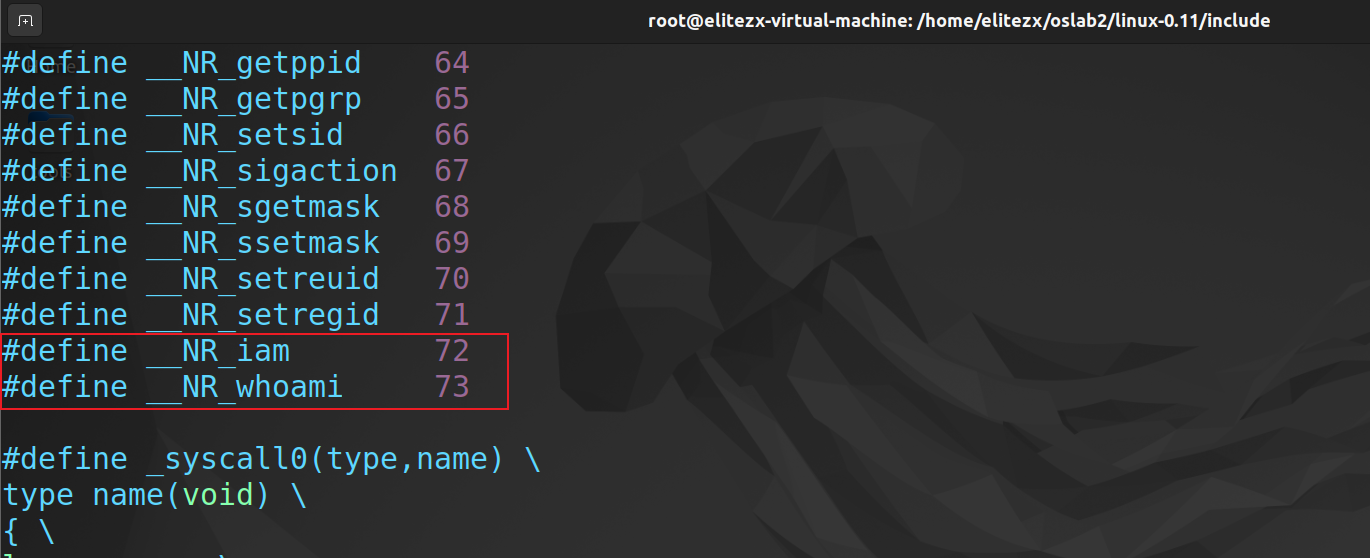 root@elitezx-virtual-machine: /home/elitezx/oslab2/linux-0.11/include
#define __NR_getppid 64
#define __NR_getpgrp 65
#define __NR_setsid 66
#define __NR_sigaction 67
#define __NR_sgetmask 68
#define __NR_ssetmask 69
#define __NR_setreuid 70
#define __NR_setregid 71
#define __NR_iam 72
#define __NR_whoami 73
#define _syscall0(type,name) \
type name(void) \
{ \